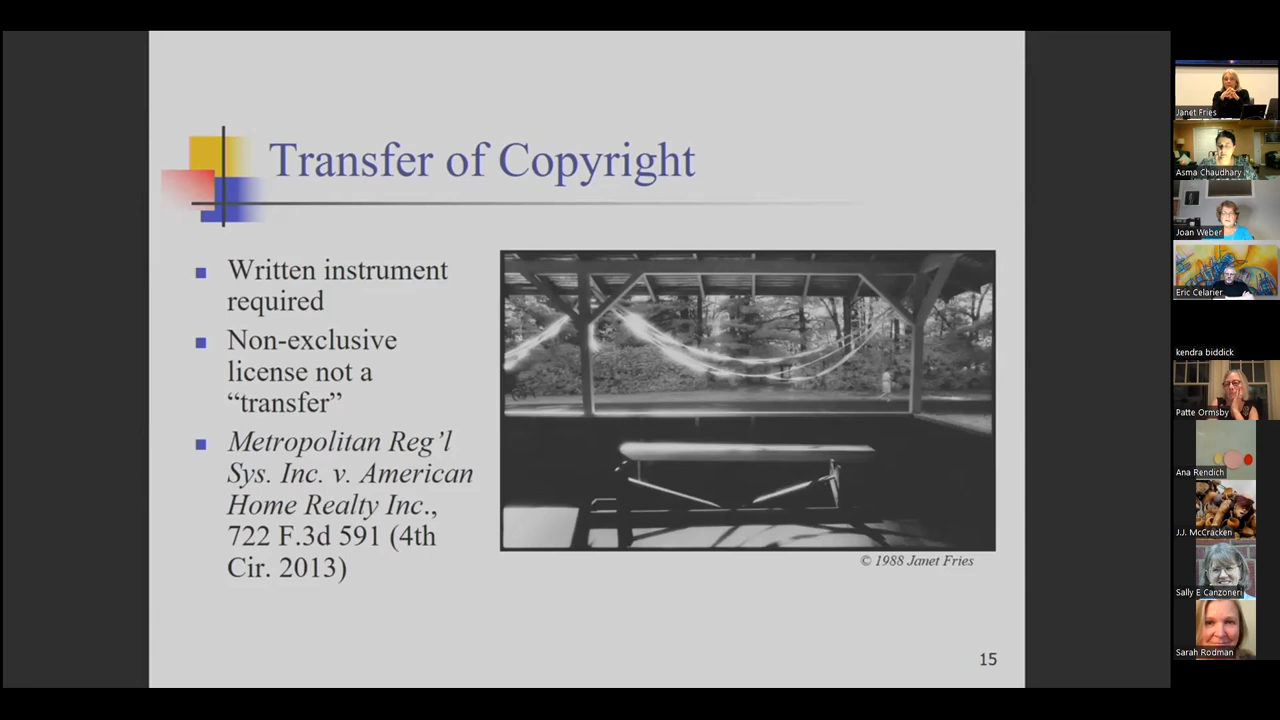 Transfer of Copyright
Written instrument
required
Non-exclusive
license not a
“transfer”
Metropolitan Reg’l
Sys. Inc. v. American
Home Realty Inc.,
722 F.3d 591 (4th
Cir. 2013)
© 1988 Janet Fries
15
Janet Fries
Asma Chaudhary
Joan Weber
Eric Celarier
kendra biddick
Patte Ormsby
Ana Rendich
J.J. McCracken
Sally E Canzoneri
Sarah Rodman